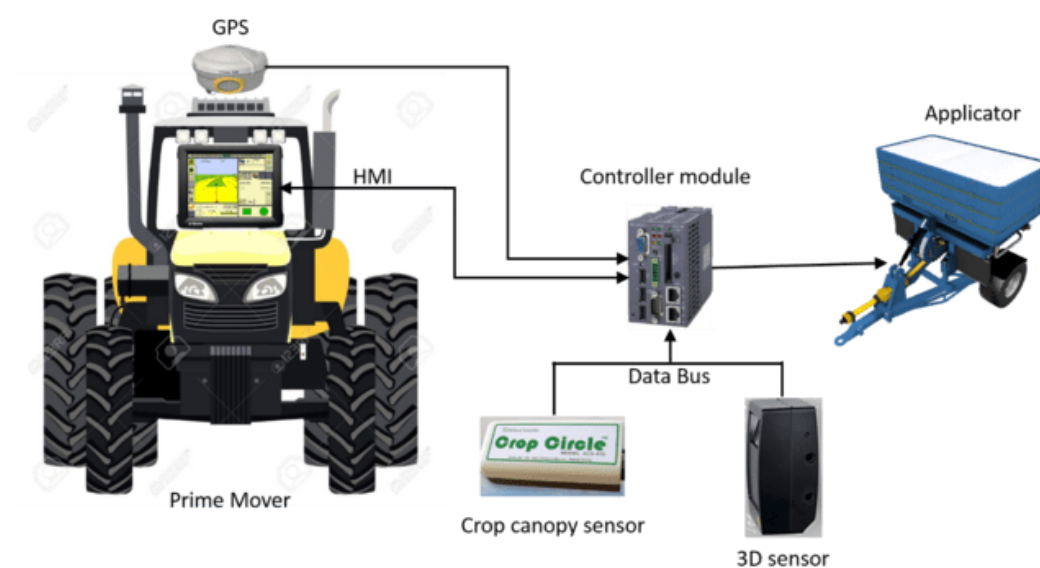 GPS
Applicator
HMI
Controller module
Data Bus
Crop Circle
Prime Mover
Crop canopy sensor
3D sensor